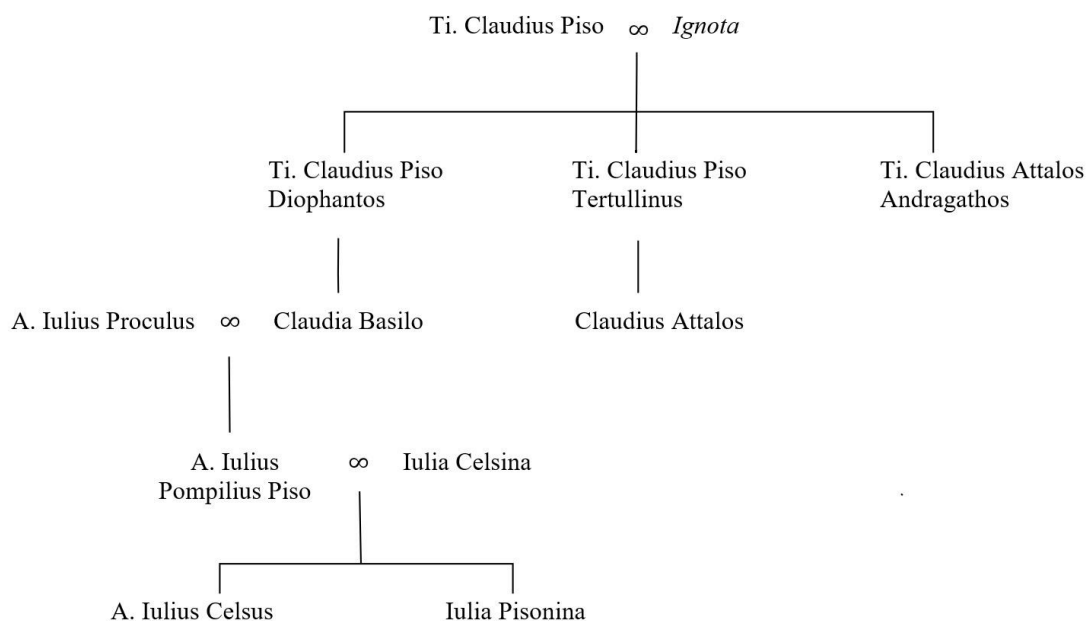 Ti. Claudius Piso ∞ Ignota
Ti. Claudius Piso
Diophantos
Ti. Claudius Piso
Tertullinus
Ti. Claudius Attalos
Andragathos
A. Iulius Proculus ∞ Claudia Basilo
Claudius Attalos
A. Iulius
Pompilius Piso
∞ Iulia Celsina
A. Iulius Celsus
Iulia Pisonina